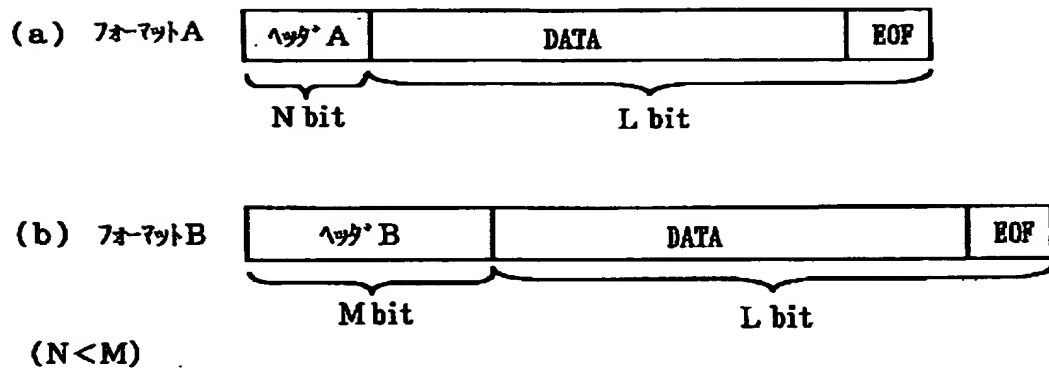 (a) フォーマットA ヘッダA DATA EOF
N bit L bit
(b) フォーマットB ヘッダB DATA EOF
M bit L bit
(N<M)